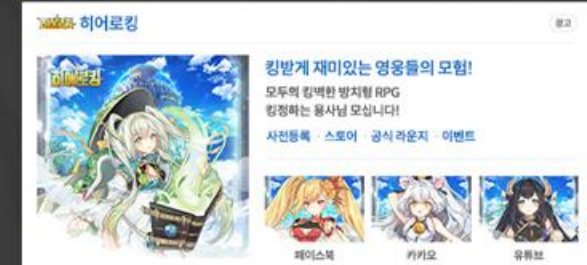 히어로킹
광고
히어로킹
킹받게 재미있는 영웅들의 모험!
모두의 킹벽한 방치형 RPG
킹정하는 용사님 모십니다!
사전등록 · 스토어 · 공식 라운지 · 이벤트
페이스북
카카오
유튜브